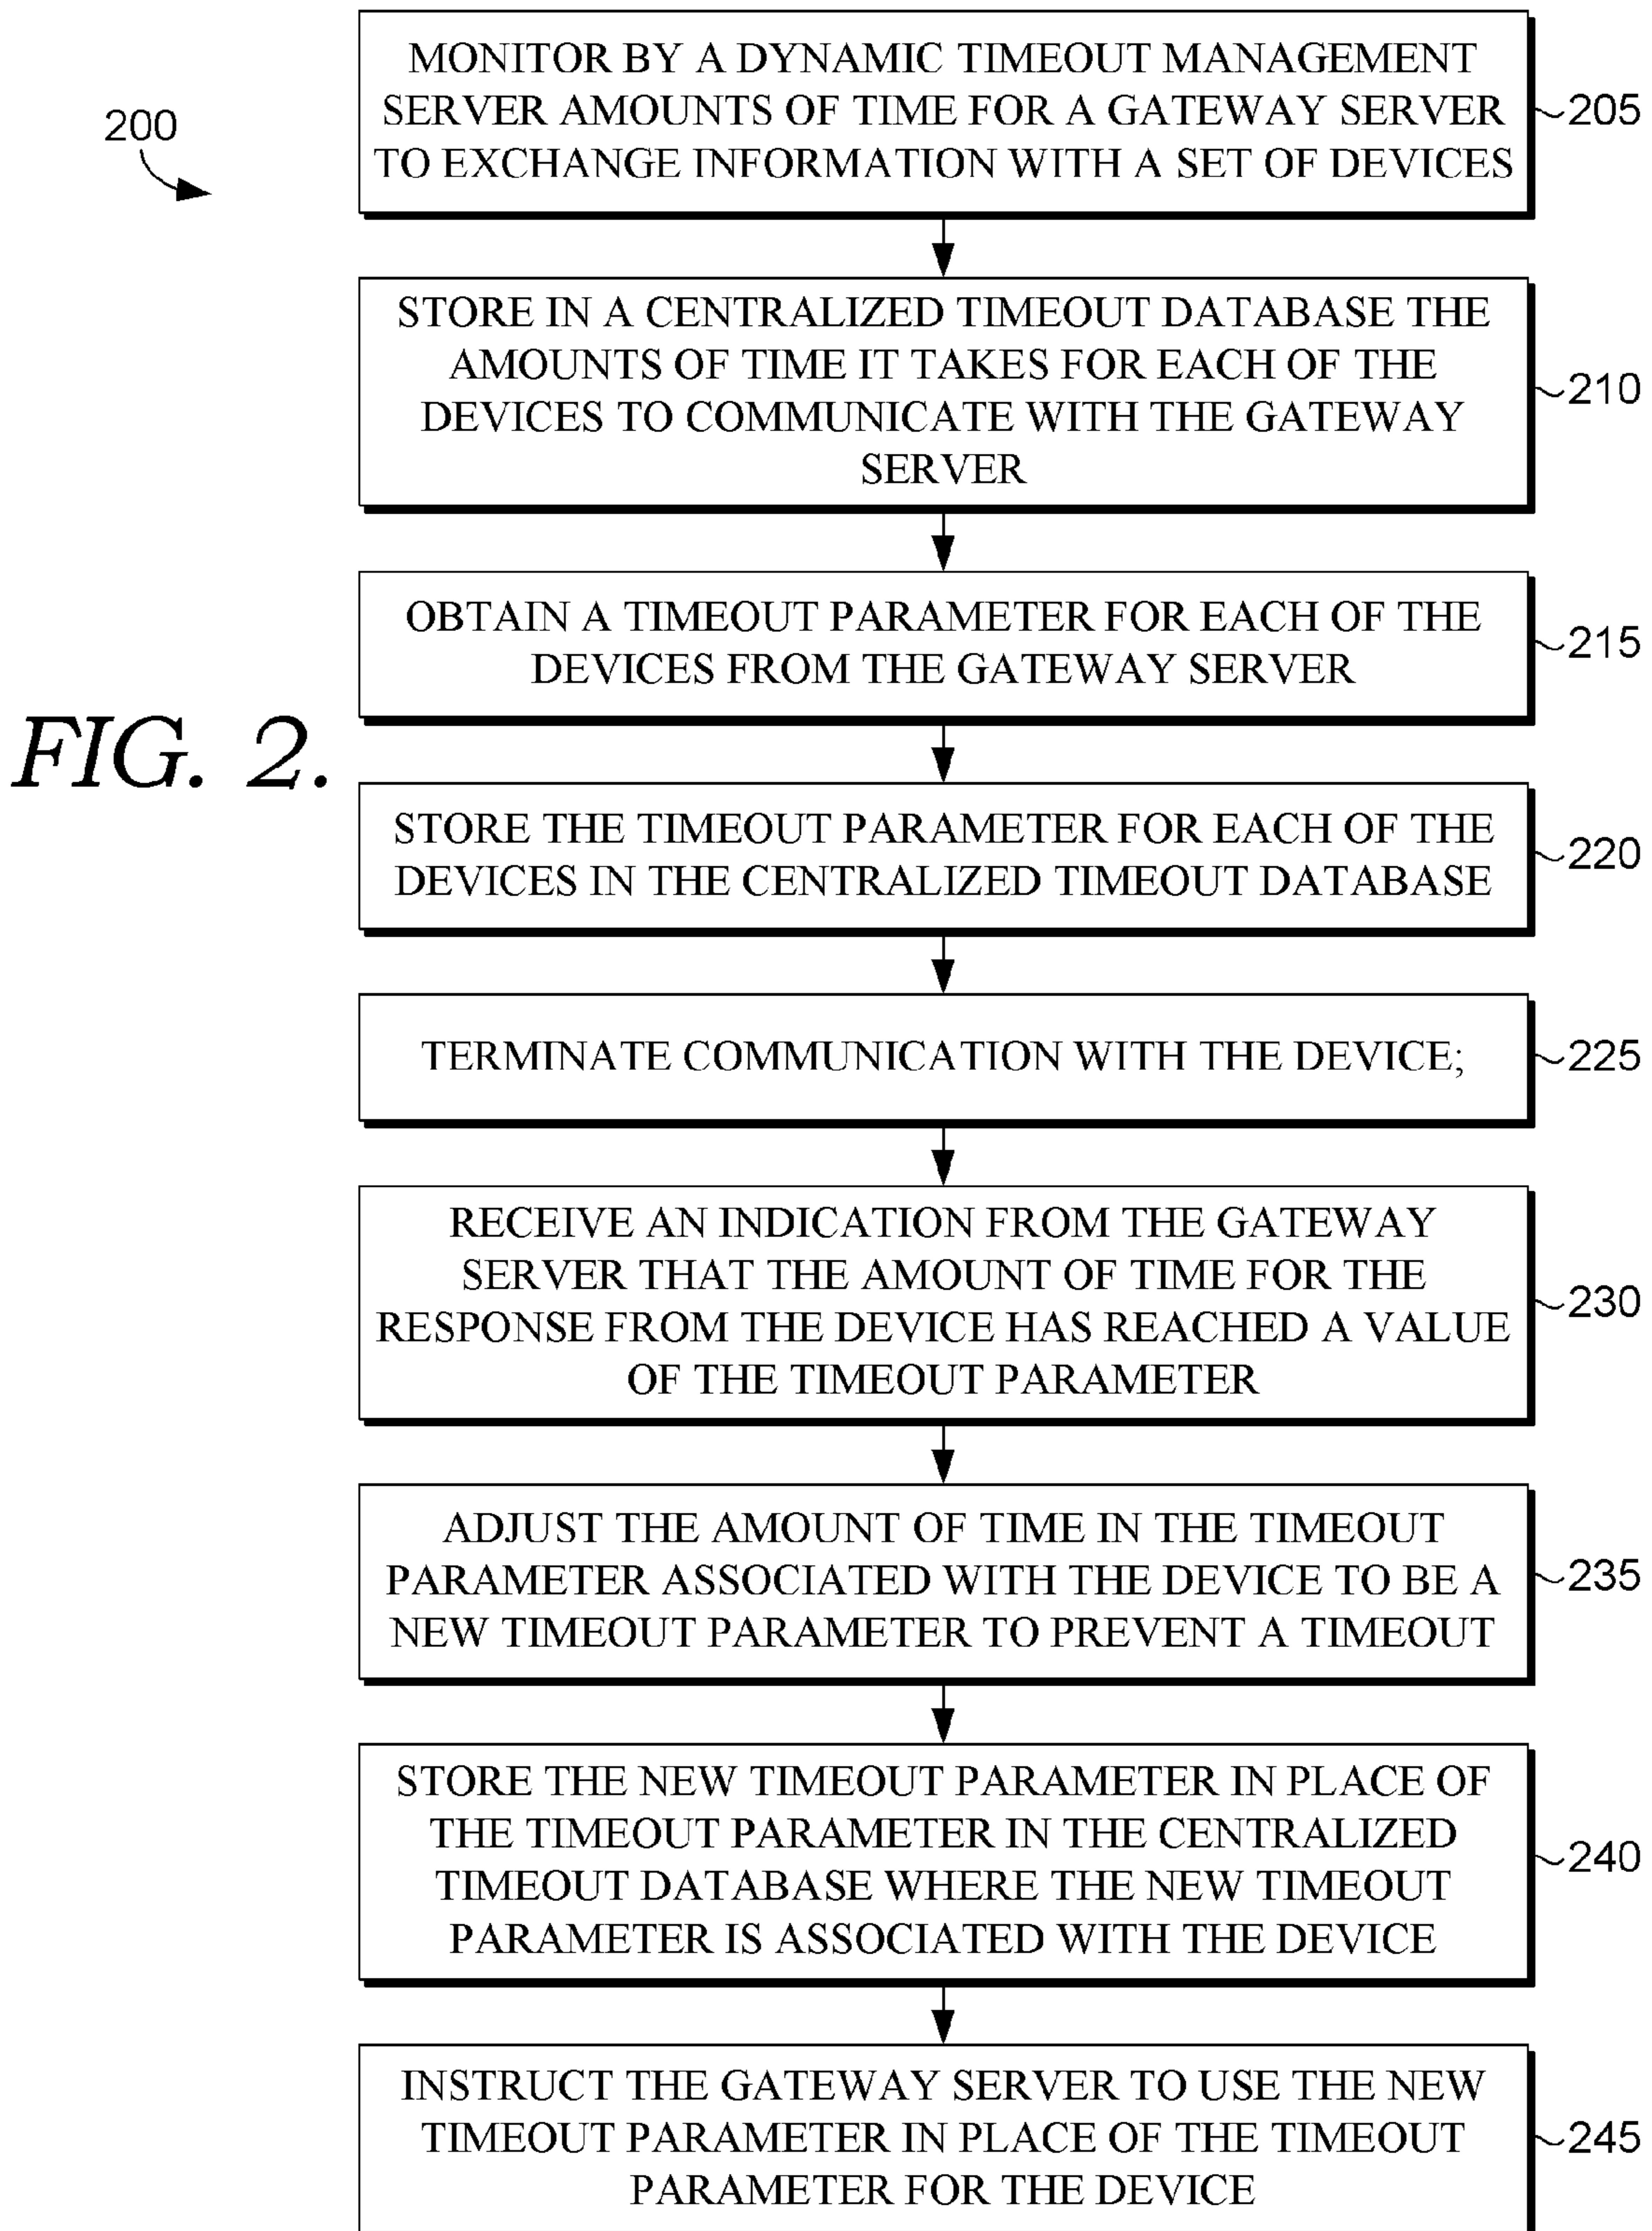 200
MONITOR BY A DYNAMIC TIMEOUT MANAGEMENT
SERVER AMOUNTS OF TIME FOR A GATEWAY SERVER
TO EXCHANGE INFORMATION WITH A SET OF DEVICES
205
STORE IN A CENTRALIZED TIMEOUT DATABASE THE
AMOUNTS OF TIME IT TAKES FOR EACH OF THE
DEVICES TO COMMUNICATE WITH THE GATEWAY
SERVER
210
OBTAIN A TIMEOUT PARAMETER FOR EACH OF THE
DEVICES FROM THE GATEWAY SERVER
215
FIG. 2.
STORE THE TIMEOUT PARAMETER FOR EACH OF THE
DEVICES IN THE CENTRALIZED TIMEOUT DATABASE
220
TERMINATE COMMUNICATION WITH THE DEVICE;
225
RECEIVE AN INDICATION FROM THE GATEWAY
SERVER THAT THE AMOUNT OF TIME FOR THE
RESPONSE FROM THE DEVICE HAS REACHED A VALUE
OF THE TIMEOUT PARAMETER
230
ADJUST THE AMOUNT OF TIME IN THE TIMEOUT
PARAMETER ASSOCIATED WITH THE DEVICE TO BE A
NEW TIMEOUT PARAMETER TO PREVENT A TIMEOUT
235
STORE THE NEW TIMEOUT PARAMETER IN PLACE OF
THE TIMEOUT PARAMETER IN THE CENTRALIZED
TIMEOUT DATABASE WHERE THE NEW TIMEOUT
PARAMETER IS ASSOCIATED WITH THE DEVICE
240
INSTRUCT THE GATEWAY SERVER TO USE THE NEW
TIMEOUT PARAMETER IN PLACE OF THE TIMEOUT
PARAMETER FOR THE DEVICE
245